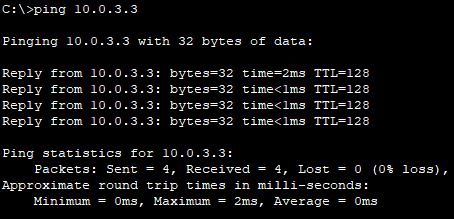 C:\>ping 10.0.3.3
Pinging 10.0.3.3 with 32 bytes of data:
Reply from 10.0.3.3: bytes=32 time=2ms TTL=128
Reply from 10.0.3.3: bytes=32 time<1ms TTL=128
Reply from 10.0.3.3: bytes=32 time<1ms TTL=128
Reply from 10.0.3.3: bytes=32 time<1ms TTL=128
Ping statistics for 10.0.3.3:
    Packets: Sent = 4, Received = 4, Lost = 0 (0% loss),
Approximate round trip times in milli-seconds:
    Minimum = 0ms, Maximum = 2ms, Average = 0ms